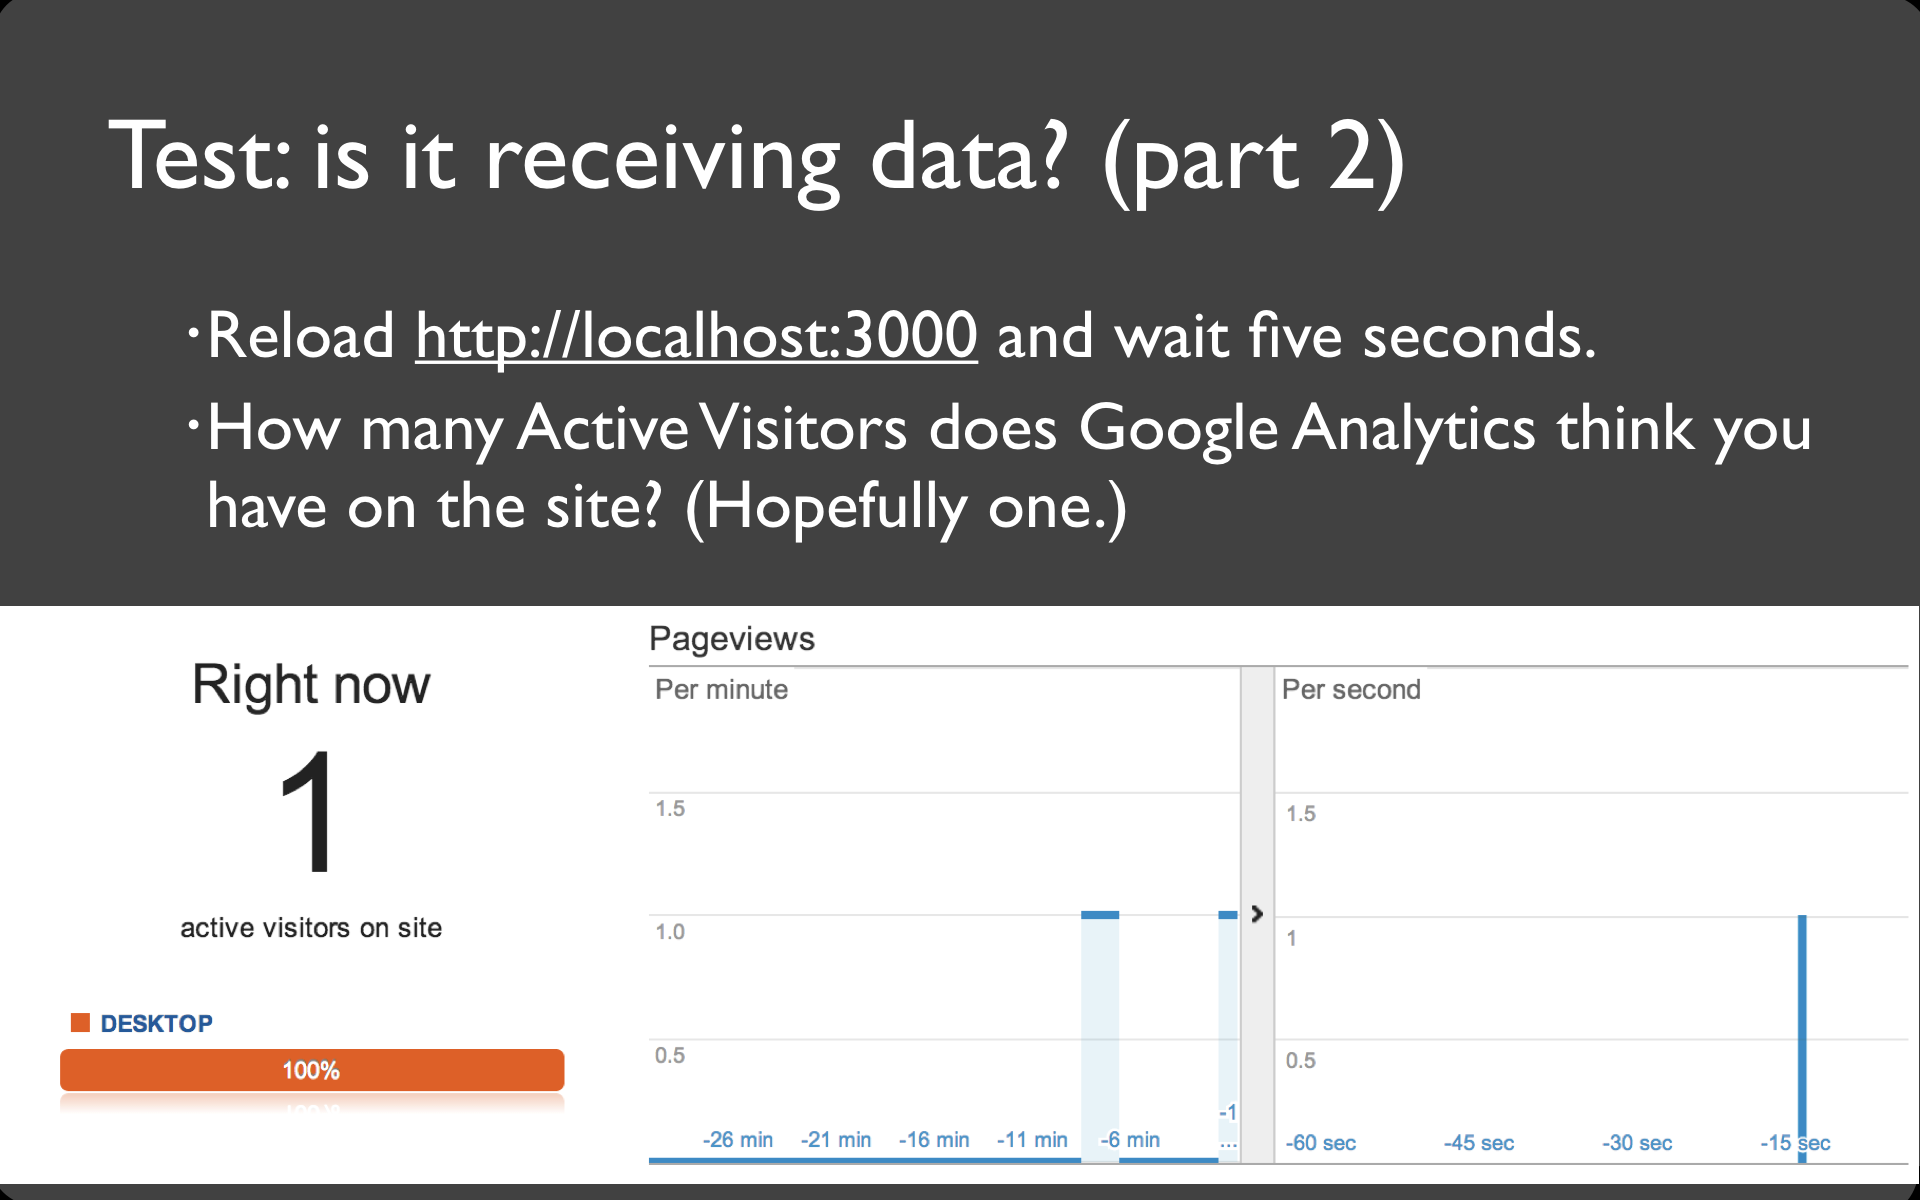 Test: is it receiving data? (part 2)
·Reload http://localhost:3000 and wait five seconds.
·How many Active Visitors does Google Analytics think you
have on the site? (Hopefully one.)
Right now
1
active visitors on site
DESKTOP
100%
Pageviews
Per minute
1.5
1.0
0.5
-26 min -21 min -16 min -11 min -6 min -1
...
Per second
1.5
1
0.5
-60 sec -45 sec -30 sec -15 sec